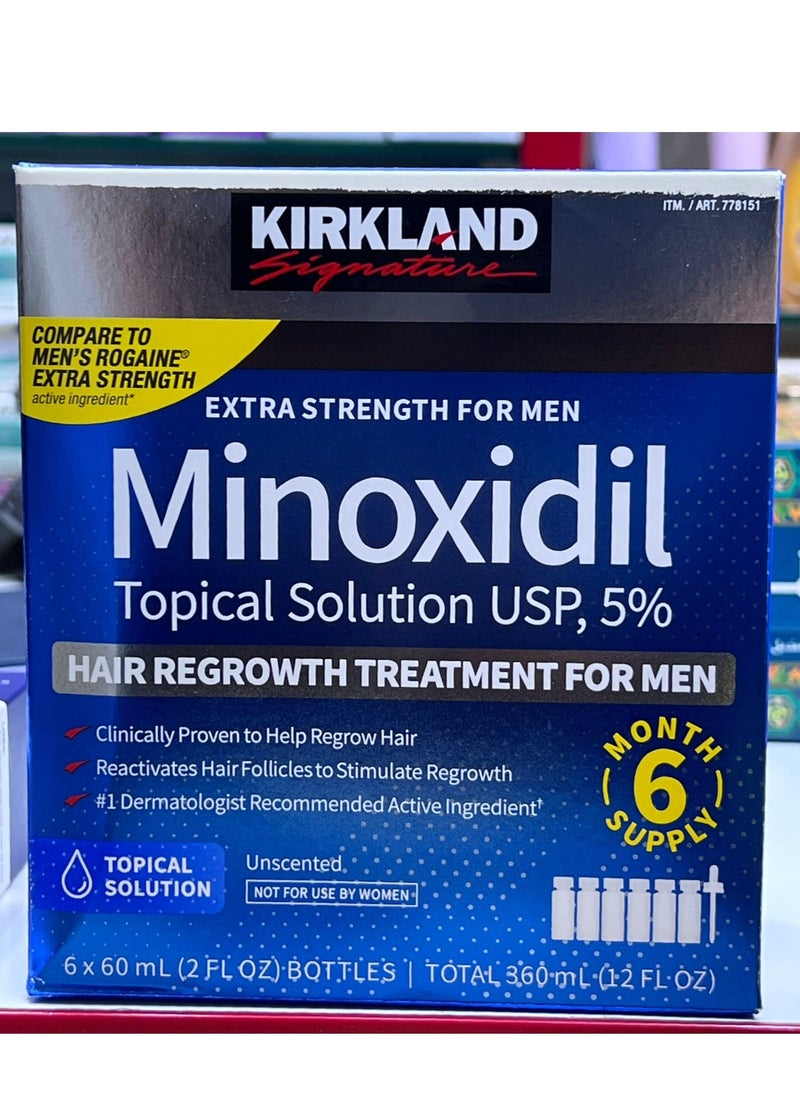 KIRKLAND
Signature
ITM. / ART. 778151
COMPARE TO
MEN'S ROGAINE®
EXTRA STRENGTH
active ingredient*
EXTRA STRENGTH FOR MEN
Minoxidil
Topical Solution USP, 5%
HAIR REGROWTH TREATMENT FOR MEN
Clinically Proven to Help Regrow Hair
Reactivates Hair Follicles to Stimulate Regrowth
#1 Dermatologist Recommended Active Ingredient†
MONTH
6
SUPPLY
TOPICAL
SOLUTION
Unscented
NOT FOR USE BY WOMEN
6 x 60 mL (2 FL OZ) BOTTLES | TOTAL 360 mL (12 FL OZ)